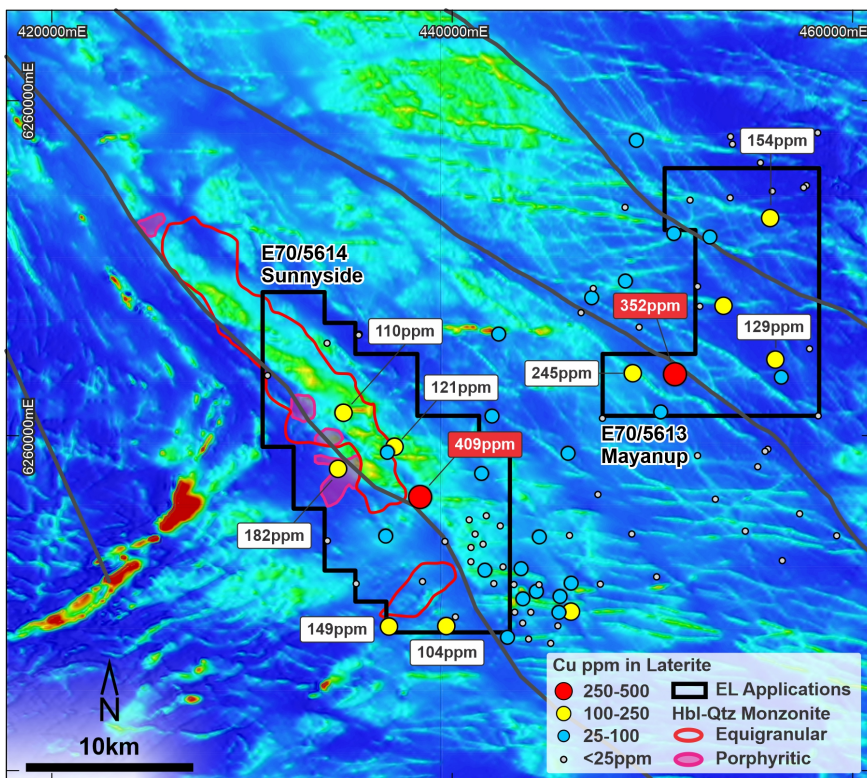 420000mE
440000mE
460000mE
6260000mE
6260000mE
154ppm
E70/5614
Sunnyside
352ppm
110ppm
129ppm
245ppm
121ppm
409ppm
E70/5613
Mayanup
182ppm
149ppm
104ppm
N
10km
Cu ppm in Laterite
250-500
100-250
25-100
<25ppm
EL Applications
Hbl-Qtz Monzonite
Equigranular
Porphyritic